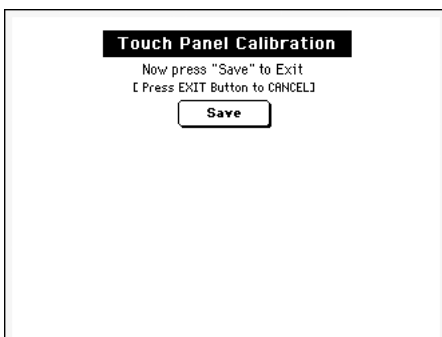 Touch Panel Calibration
Now press "Save" to Exit
[ Press EXIT Button to CANCEL]
Save